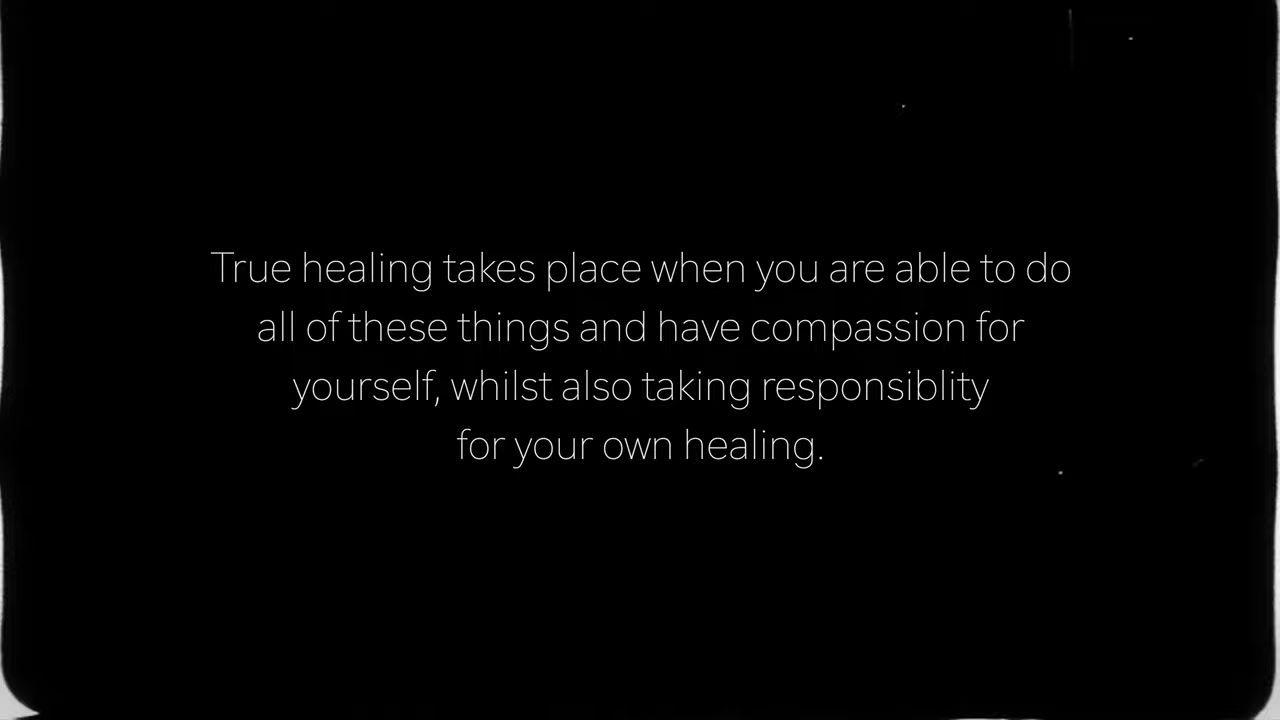 True healing takes place when you are able to do
all of these things and have compassion for
yourself, whilst also taking responsiblity
for your own healing.